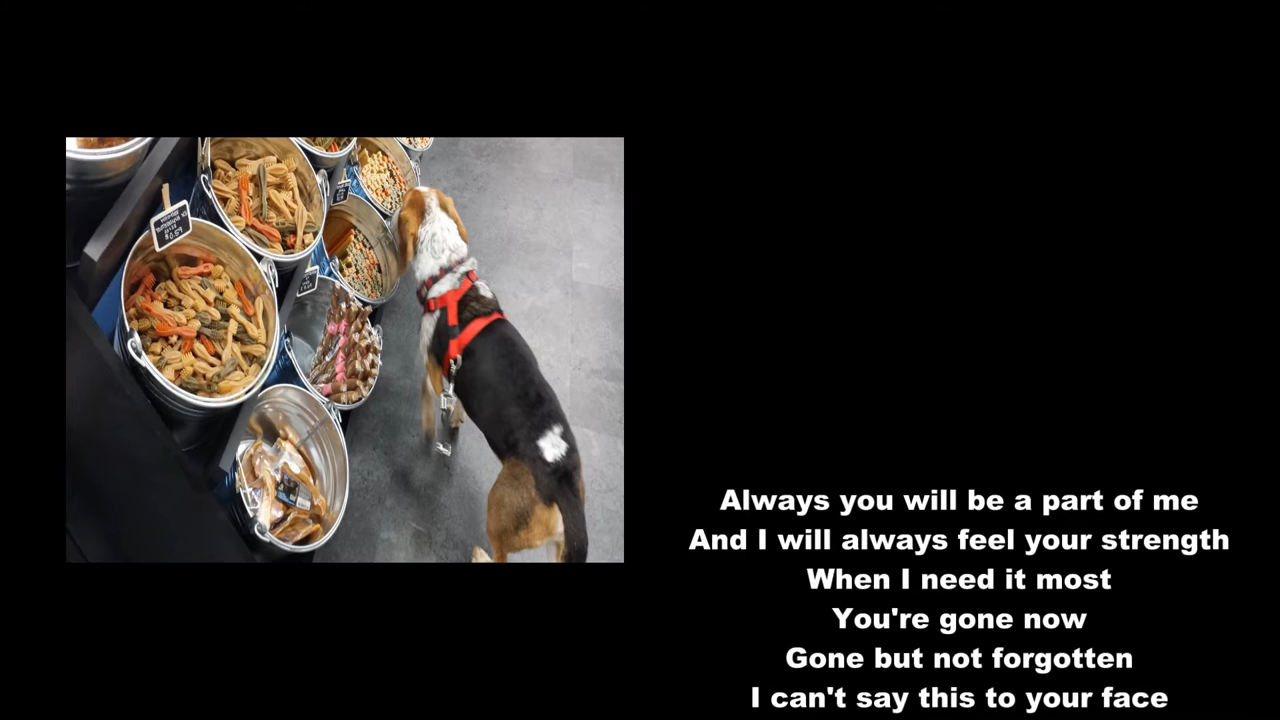 Always you will be a part of me
And I will always feel your strength
When I need it most
You're gone now
Gone but not forgotten
I can't say this to your face